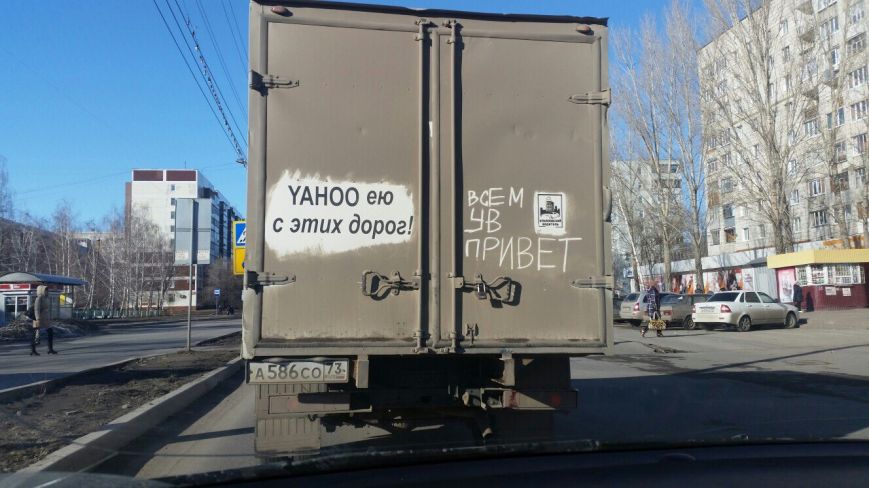 YAHOO ею
с этих дорог!
ВСЕМ
УВ
ПРИВЕТ
А586СО 73